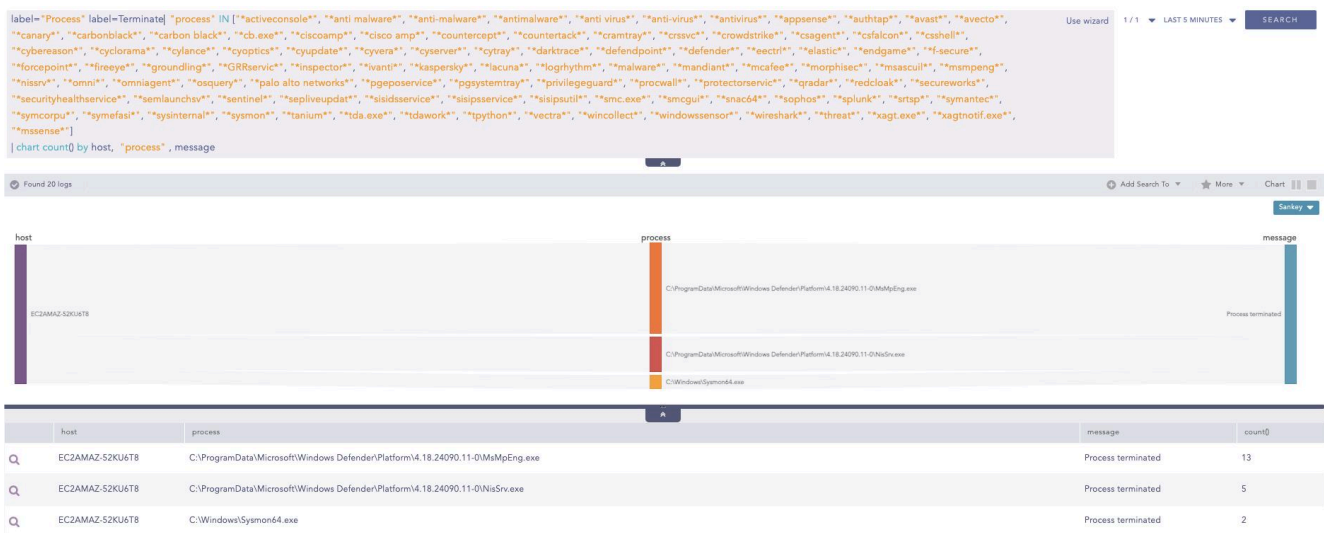 label="Process" label=Terminate "process" IN ["*activeconsole*", "*anti malware*", "*anti-malware*", "*antimalware*", "*anti virus*", "*anti-virus*", "*antivirus*", "*appsense*", "*authtap*", "*avast*", "*avecto*",
"*canary*", "*carbonblack*", "*carbon black*", "*cb.exe*", "*ciscoamp*", "*cisco amp*", "*countercept*", "*countertack*", "*cramtray*", "*crssvc*", "*crowdstrike*", "*csagent*", "*csfalcon*", "*csshell*",
"*cybereason*", "*cyclorama*", "*cylance*", "*cyoptics*", "*cyupdate*", "*cyvera*", "*cyserver*", "*cytray*", "*darktrace*", "*defendpoint*", "*defender*", "*eectrl*", "*elastic*", "*endgame*", "*f-secure*",
"*forcepoint*", "*fireeye*", "*groundling*", "*GRRservic*", "*inspector*", "*ivanti*", "*kaspersky*", "*lacuna*", "*logrhythm*", "*malware*", "*mandiant*", "*mcafee*", "*morphisec*", "*msascuil*", "*msmpeng*",
"*nissrv*", "*omni*", "*omniagent*", "*osquery*", "*palo alto networks*", "*pgeposervice*", "*pgsystemtray*", "*privilegeguard*", "*procwall*", "*protectorservic*", "*qradar*", "*redcloak*", "*secureworks*",
"*securityhealthservice*", "*semlaunchsv*", "*sentinel*", "*sepliveupdat*", "*sisidsservice*", "*sisipsservice*", "*sisipsutil*", "*smc.exe*", "*smcgui*", "*snac64*", "*sophos*", "*splunk*", "*srtsp*", "*symantec*",
"*symcorpu*", "*symefasi*", "*sysinternal*", "*sysmon*", "*tanium*", "*tda.exe*", "*tdawork*", "*tpython*", "*vectra*", "*wincollect*", "*windowssensor*", "*wireshark*", "*threat*", "*xagt.exe*", "*xagtnotif.exe*",
"*mssense*"]
| chart count() by host, "process" , message
Use wizard 1 / 1 LAST 5 MINUTES SEARCH
Found 20 logs
Add Search To More Chart
Sankey
host process message
C:\ProgramData\Microsoft\Windows Defender\Platform\4.18.24090.11-0\MsMpEng.exe
EC2AMAZ-52KU6T8 Process terminated
C:\ProgramData\Microsoft\Windows Defender\Platform\4.18.24090.11-0\NisSrv.exe
C:\Windows\Sysmon64.exe
host process message count()
EC2AMAZ-52KU6T8 C:\ProgramData\Microsoft\Windows Defender\Platform\4.18.24090.11-0\MsMpEng.exe Process terminated 13
EC2AMAZ-52KU6T8 C:\ProgramData\Microsoft\Windows Defender\Platform\4.18.24090.11-0\NisSrv.exe Process terminated 5
EC2AMAZ-52KU6T8 C:\Windows\Sysmon64.exe Process terminated 2